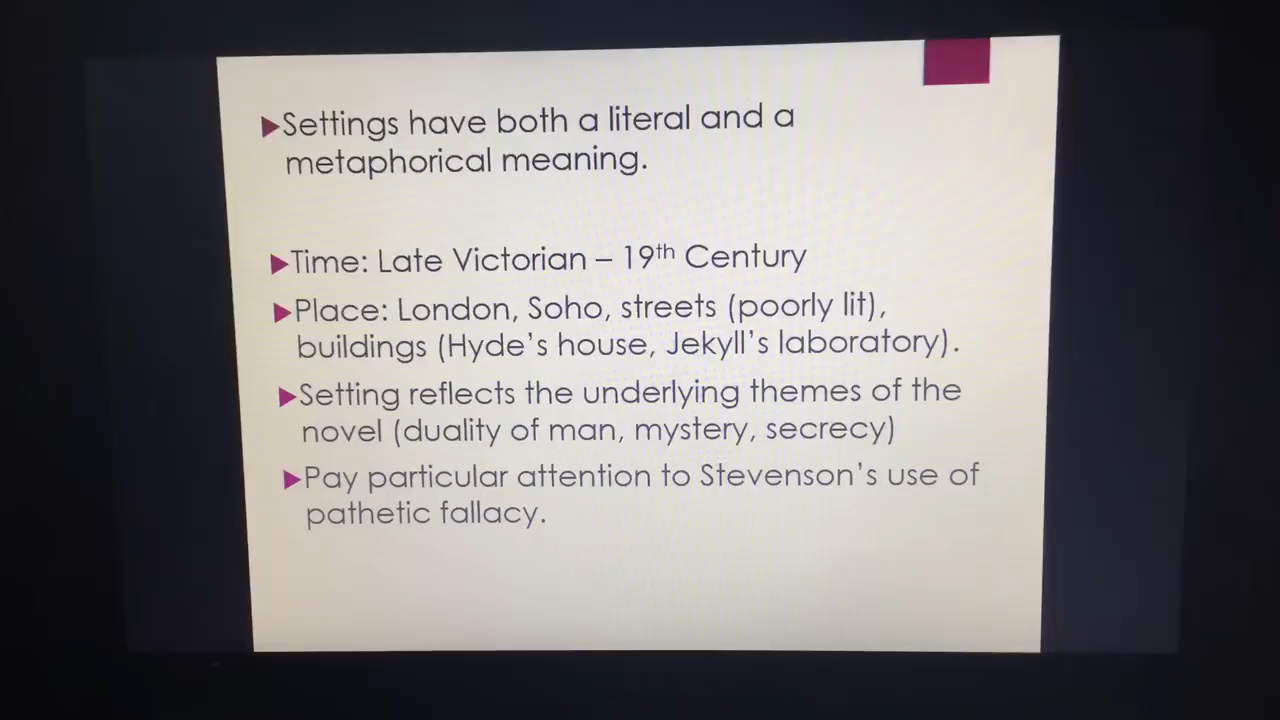 Settings have both a literal and a
metaphorical meaning.
Time: Late Victorian – 19th Century
Place: London, Soho, streets (poorly lit),
buildings (Hyde's house, Jekyll's laboratory).
Setting reflects the underlying themes of the
novel (duality of man, mystery, secrecy)
Pay particular attention to Stevenson's use of
pathetic fallacy.